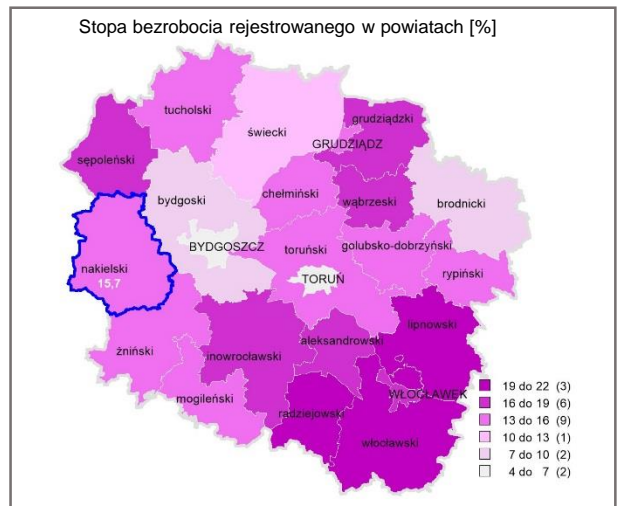 Stopa bezrobocia rejestrowanego w powiatach [%]
tucholski
świecki
grudziądzki
GRUDZIĄDZ
sępoleński
bydgoski
chełmiński
wąbrzeski
brodnicki
BYDGOSZCZ
toruński
golubsko-dobrzyński
nakielski
15,7
TORUŃ
rypiński
lipnowski
żniński
inowrocławski
aleksandrowski
mogileński
radziejowski
WŁOCŁAWEK
włocławski
19 do 22 (3)
16 do 19 (6)
13 do 16 (9)
10 do 13 (1)
7 do 10 (2)
4 do 7 (2)